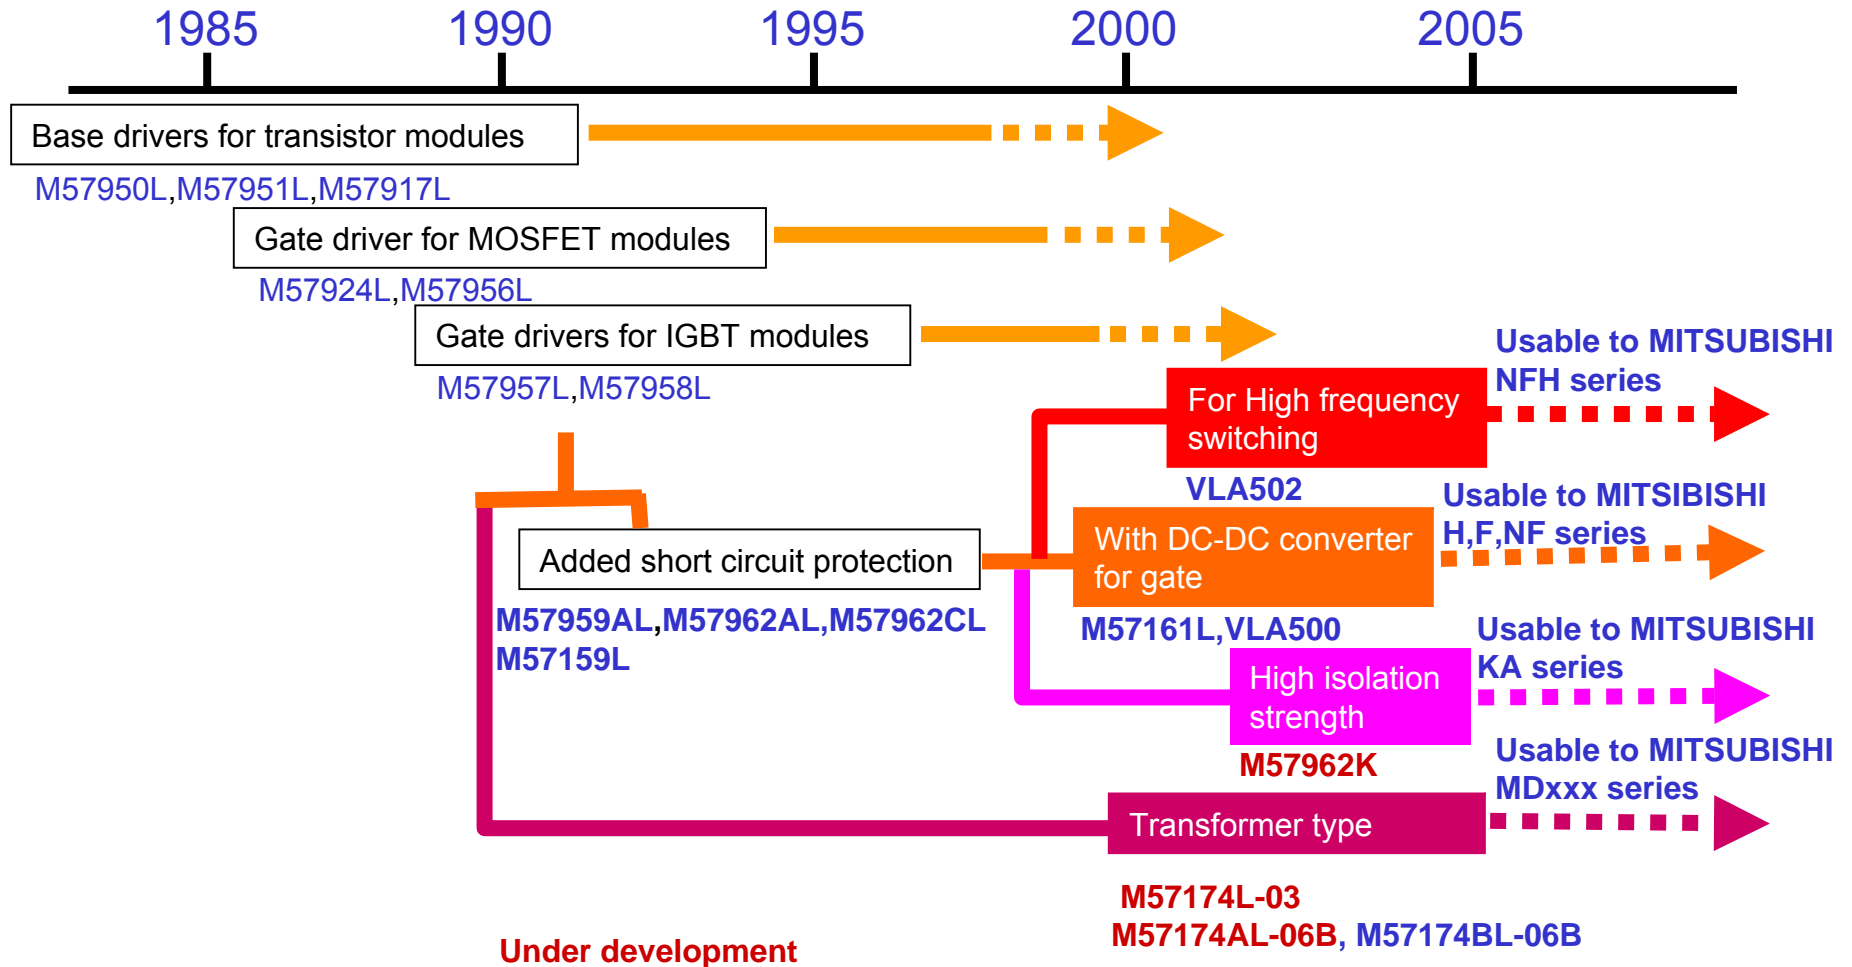 1985 1990 1995 2000 2005
Base drivers for transistor modules
M57950L,M57951L,M57917L
Gate driver for MOSFET modules
M57924L,M57956L
Gate drivers for IGBT modules
M57957L,M57958L
Usable to MITSUBISHI
NFH series
For High frequency
switching
VLA502
Usable to MITSIBISHI
H,F,NF series
With DC-DC converter
for gate
M57161L,VLA500
Added short circuit protection
M57959AL,M57962AL,M57962CL
M57159L
Usable to MITSUBISHI
KA series
High isolation
strength
M57962K
Usable to MITSUBISHI
MDxxx series
Transformer type
M57174L-03
M57174AL-06B, M57174BL-06B
Under development